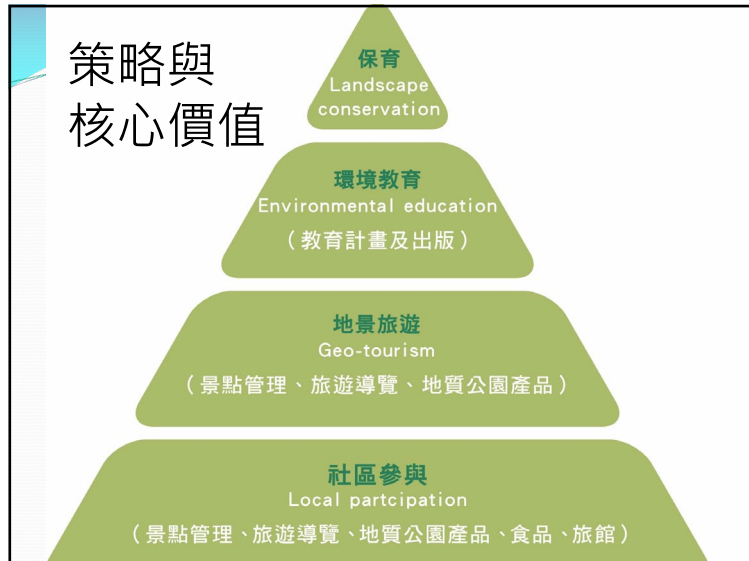 策略與
核心價值
保育
Landscape
conservation
環境教育
Environmental education
（教育計畫及出版）
地景旅遊
Geo-tourism
（景點管理、旅遊導覽、地質公園產品）
社區參與
Local partcipation
（景點管理、旅遊導覽、地質公園產品、食品、旅館）